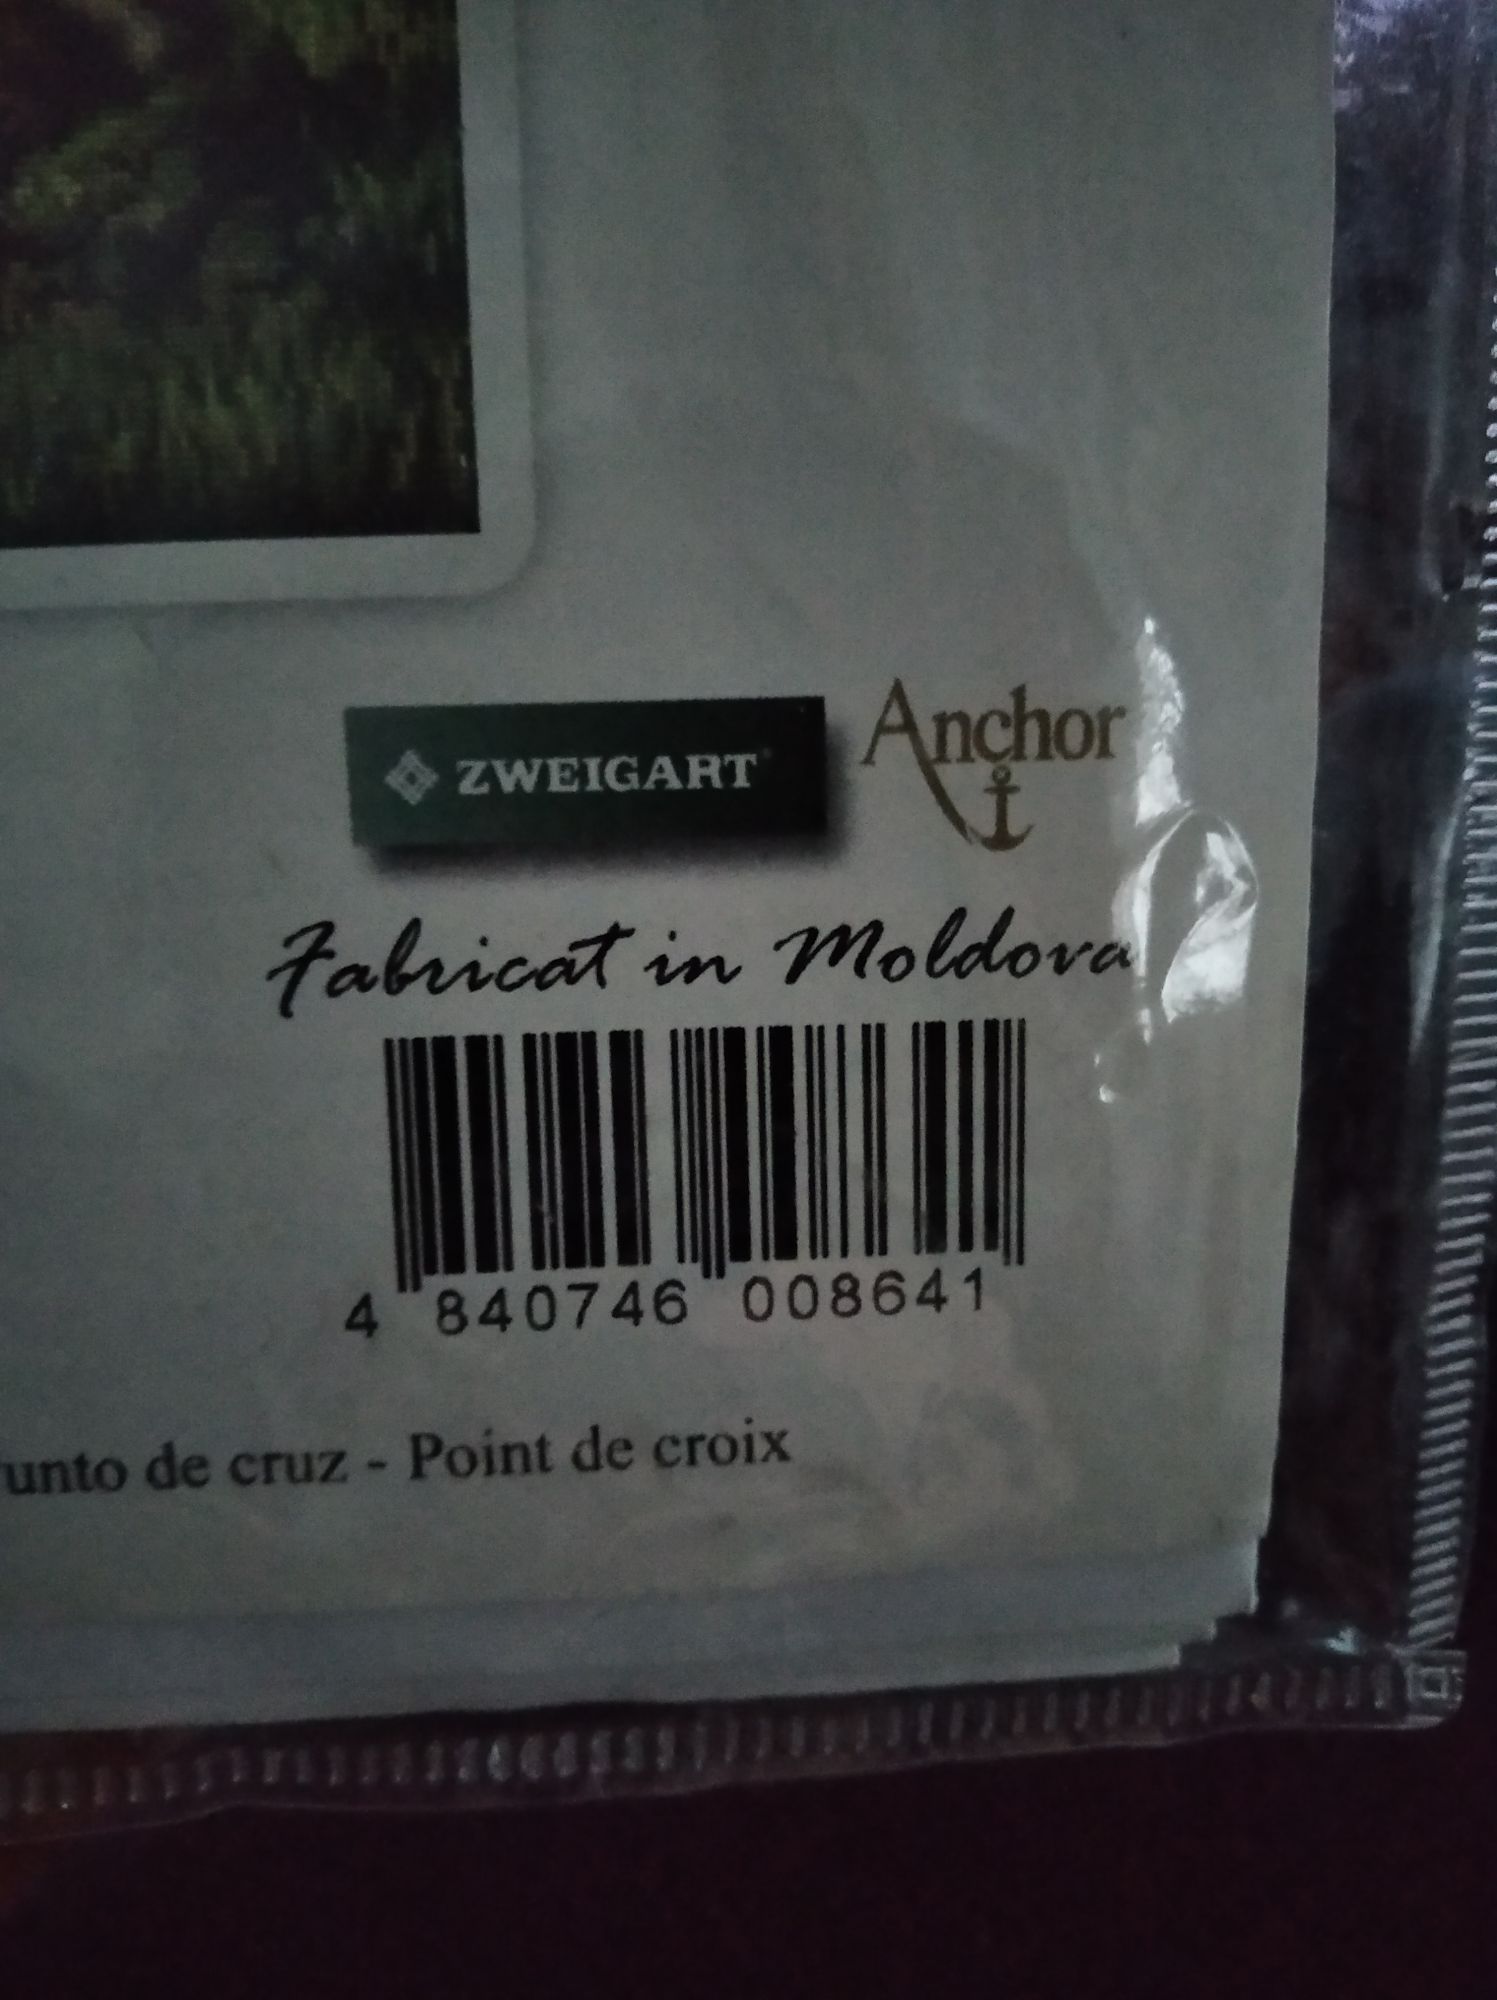 ZWEIGART
Anchor
Fabricat in Moldova
4 840746 008641
unto de cruz - Point de croix